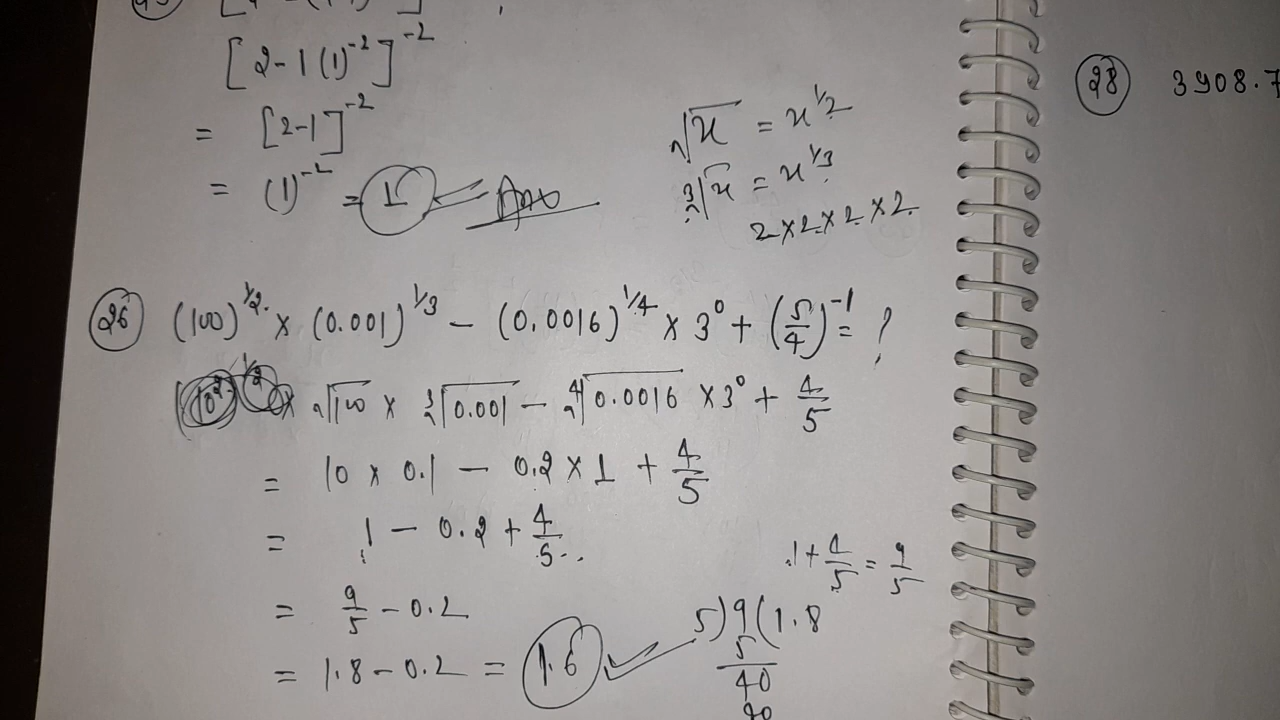 [2-1(1)⁻²]⁻²
= [2-1]⁻²
= (1)⁻² = 1 Ans
√x = x^1/2
∛x = x^1/3
2×2×2×2
26 (100)^1/2 × (0.001)^1/3 – (0.0016)^1/4 × 3⁰ + (5/4)⁻¹ = ?
√100 × ∛0.001 – ∜0.0016 × 3⁰ + 4/5
= 10 × 0.1 – 0.2 × 1 + 4/5
= 1 – 0.2 + 4/5
1 + 4/5 = 9/5
= 9/5 – 0.2
5)9(1.8
5
40
= 1.8 – 0.2 = 1.6
28 3908.7